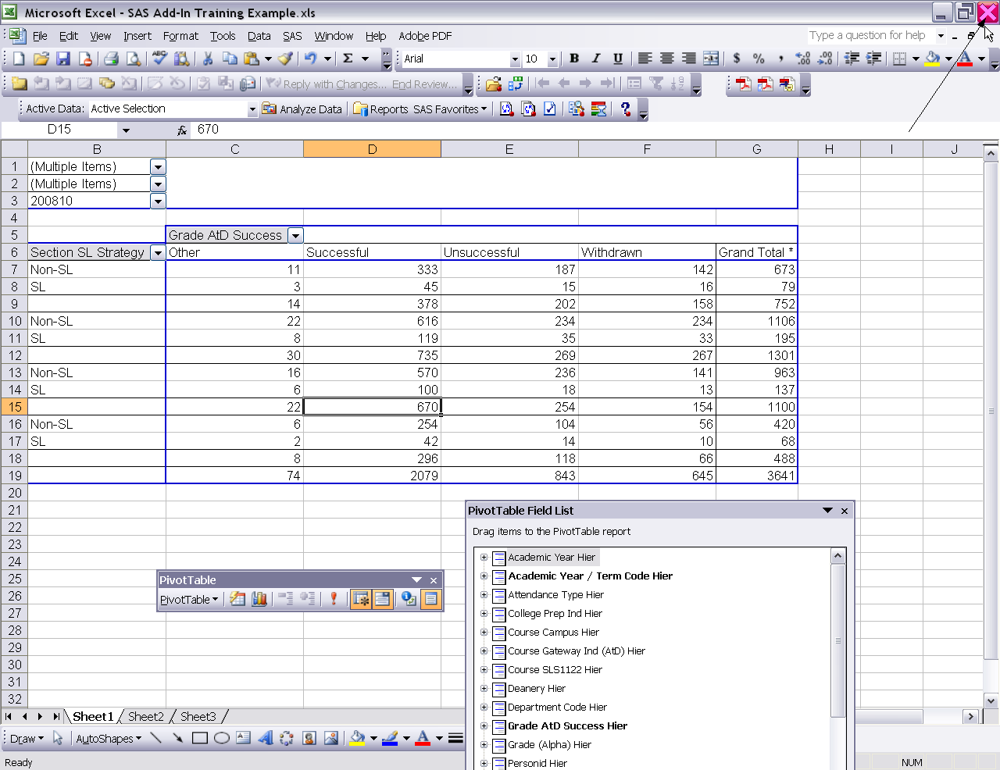 Microsoft Excel - SAS Add-In Training Example.xls
File Edit View Insert Format Tools Data SAS Window Help Adobe PDF Type a question for help
Arial 10 B I U $ % ,
Reply with Changes... End Review...
Active Data: Active Selection Analyze Data Reports SAS Favorites
D15 fx 670
B C D E F G H I J
1 (Multiple Items)
2 (Multiple Items)
3 200810
4
5 Grade AtD Success
6 Section SL Strategy Other Successful Unsuccessful Withdrawn Grand Total *
7 Non-SL 11 333 187 142 673
8 SL 3 45 15 16 79
9 14 378 202 158 752
10 Non-SL 22 616 234 234 1106
11 SL 8 119 35 33 195
12 30 735 269 267 1301
13 Non-SL 16 570 236 141 963
14 SL 6 100 18 13 137
15 22 670 254 154 1100
16 Non-SL 6 254 104 56 420
17 SL 2 42 14 10 68
18 8 296 118 66 488
19 74 2079 843 645 3641
20
21
22
23
24
25
26
27
28
29
30
31
32
PivotTable
PivotTable
PivotTable Field List
Drag items to the PivotTable report
Academic Year Hier
Academic Year / Term Code Hier
Attendance Type Hier
College Prep Ind Hier
Course Campus Hier
Course Gateway Ind (AtD) Hier
Course SLS1122 Hier
Deanery Hier
Department Code Hier
Grade AtD Success Hier
Grade (Alpha) Hier
Personid Hier
Sheet1 Sheet2 Sheet3
Draw AutoShapes
Ready NUM